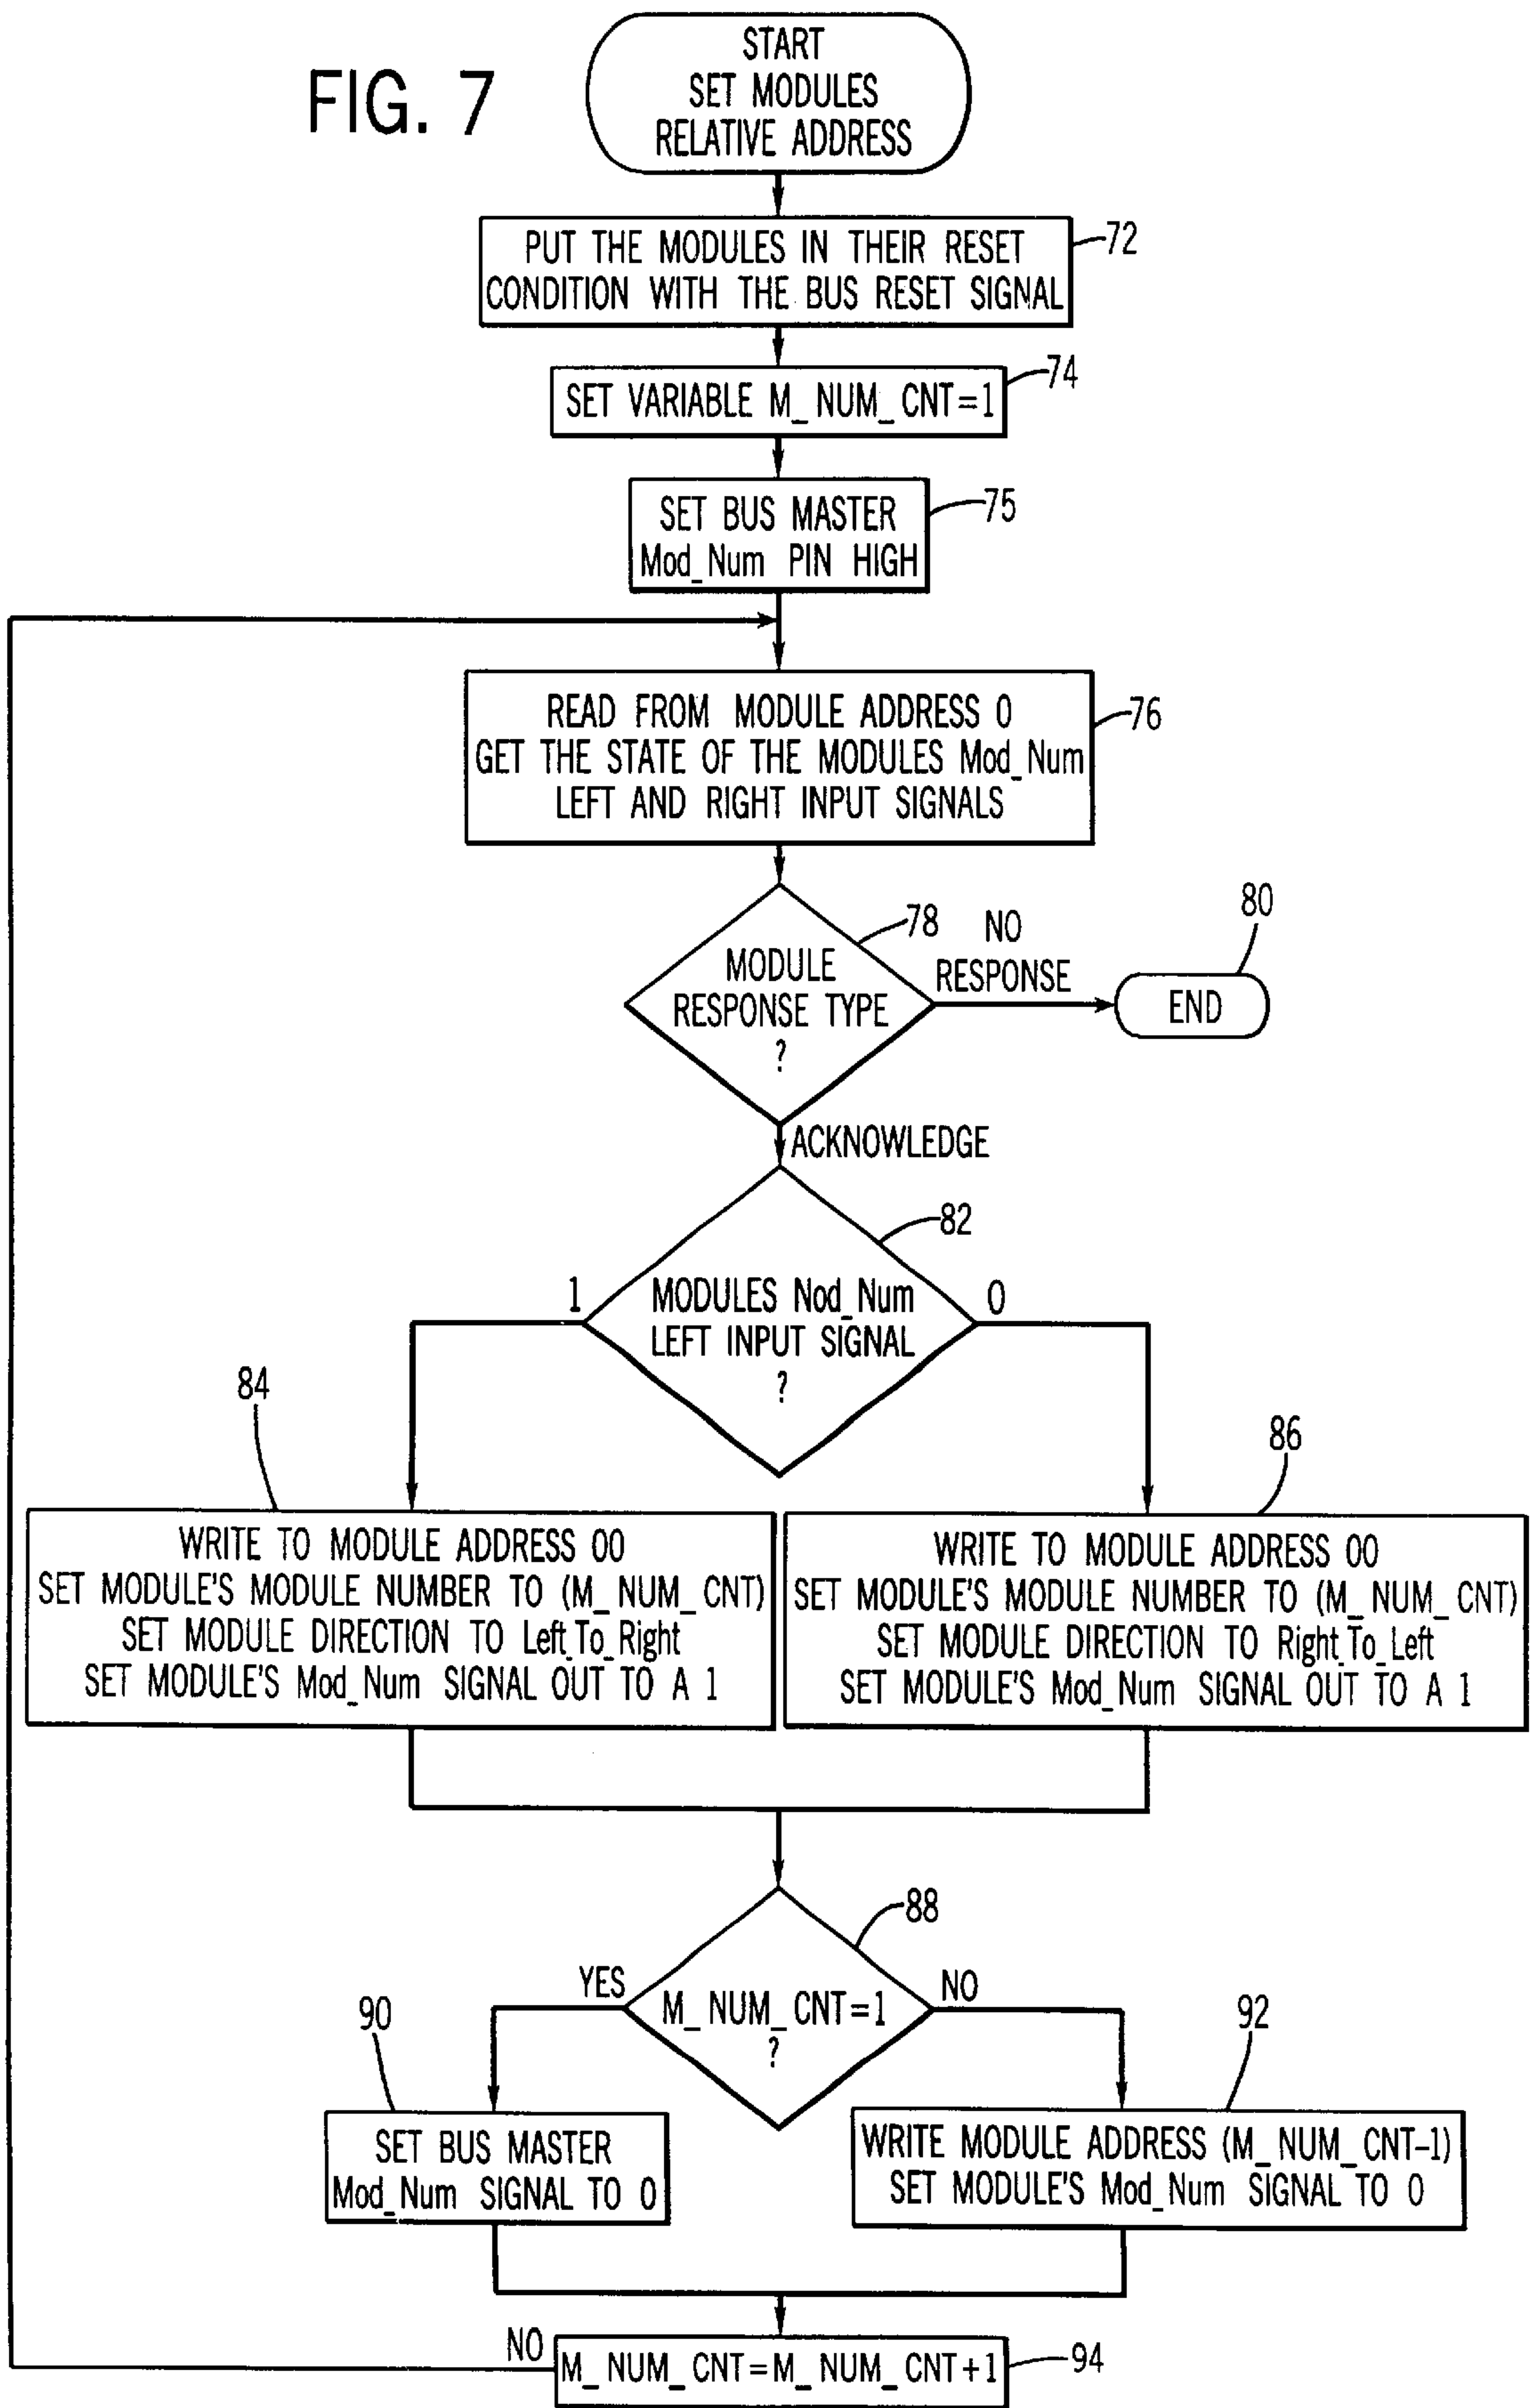 FIG. 7
START
SET MODULES
RELATIVE ADDRESS
PUT THE MODULES IN THEIR RESET
CONDITION WITH THE BUS RESET SIGNAL
72
SET VARIABLE M_NUM_CNT=1
74
SET BUS MASTER
Mod_Num PIN HIGH
75
READ FROM MODULE ADDRESS 0
GET THE STATE OF THE MODULES Mod_Num
LEFT AND RIGHT INPUT SIGNALS
76
MODULE
RESPONSE TYPE
?
78
NO
RESPONSE
80
END
ACKNOWLEDGE
82
MODULES Nod_Num
LEFT INPUT SIGNAL
?
1
0
84
WRITE TO MODULE ADDRESS 00
SET MODULE'S MODULE NUMBER TO (M_NUM_CNT)
SET MODULE DIRECTION TO Left_To_Right
SET MODULE'S Mod_Num SIGNAL OUT TO A 1
86
WRITE TO MODULE ADDRESS 00
SET MODULE'S MODULE NUMBER TO (M_NUM_CNT)
SET MODULE DIRECTION TO Right_To_Left
SET MODULE'S Mod_Num SIGNAL OUT TO A 1
88
M_NUM_CNT=1
?
YES
NO
90
SET BUS MASTER
Mod_Num SIGNAL TO 0
92
WRITE MODULE ADDRESS (M_NUM_CNT-1)
SET MODULE'S Mod_Num SIGNAL TO 0
NO
M_NUM_CNT=M_NUM_CNT+1
94